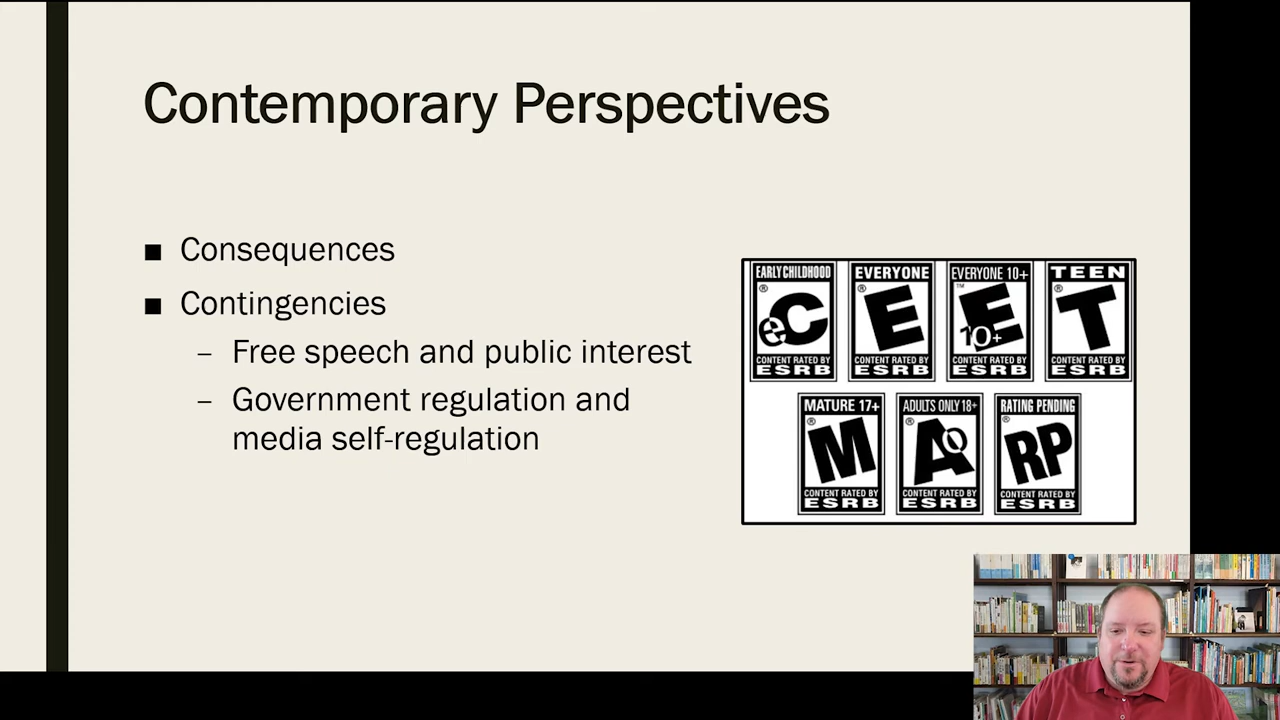 Contemporary Perspectives
■ Consequences
■ Contingencies
– Free speech and public interest
– Government regulation and
media self-regulation
EARLY CHILDHOOD
eC
®
CONTENT RATED BY
ESRB
EVERYONE
®
E
CONTENT RATED BY
ESRB
EVERYONE 10+
™
E
10+
CONTENT RATED BY
ESRB
TEEN
®
T
CONTENT RATED BY
ESRB
MATURE 17+
®
M
CONTENT RATED BY
ESRB
ADULTS ONLY 18+
®
AO
CONTENT RATED BY
ESRB
RATING PENDING
®
RP
CONTENT RATED BY
ESRB